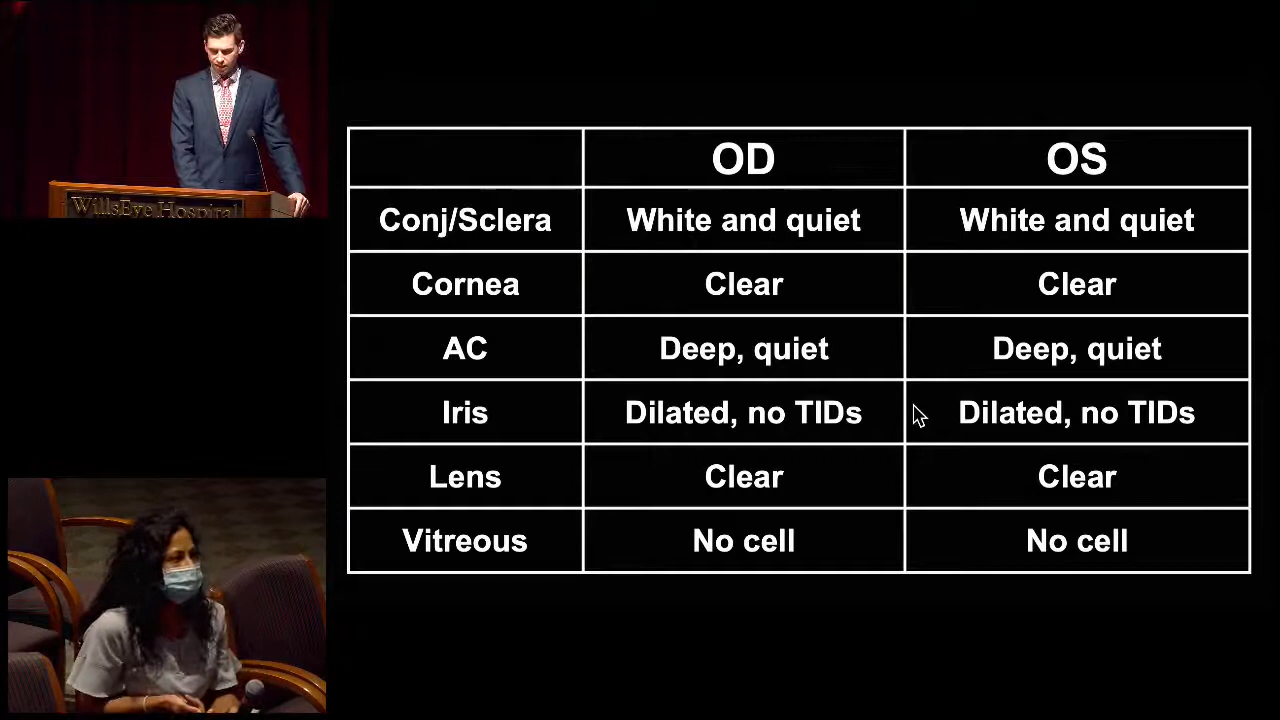 WillsEye Hospital
OD OS
Conj/Sclera White and quiet White and quiet
Cornea Clear Clear
AC Deep, quiet Deep, quiet
Iris Dilated, no TIDs Dilated, no TIDs
Lens Clear Clear
Vitreous No cell No cell